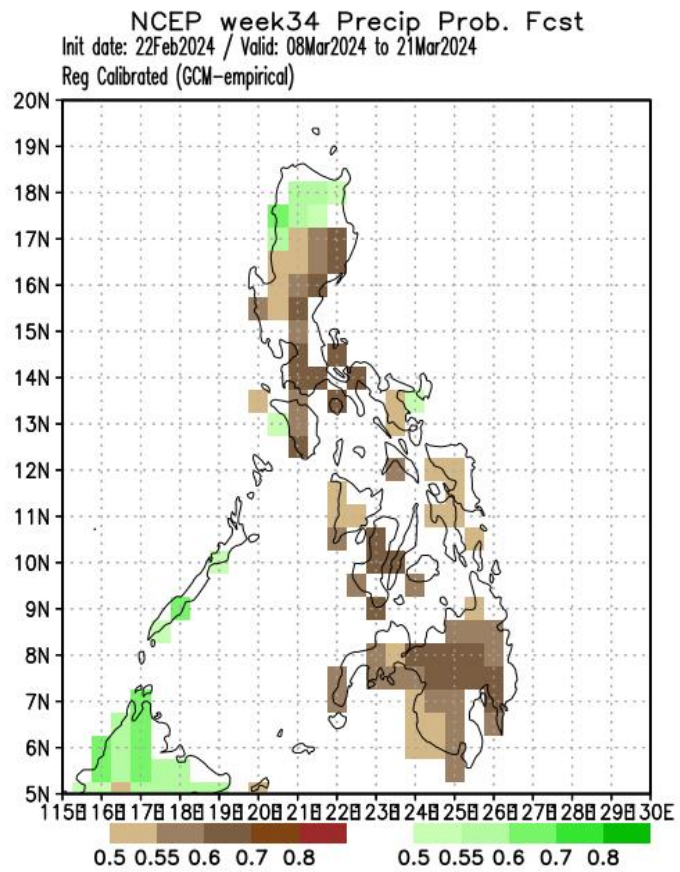 NCEP week34 Precip Prob. Fcst
Init date: 22Feb2024 / Valid: 08Mar2024 to 21Mar2024
Reg Calibrated (GCM-empirical)
20N
19N
18N
17N
16N
15N
14N
13N
12N
11N
10N
9N
8N
7N
6N
5N
115E 116E 117E 118E 119E 120E 121E 122E 123E 124E 125E 126E 127E 128E 129E 130E
0.5 0.55 0.6 0.7 0.8 0.5 0.55 0.6 0.7 0.8